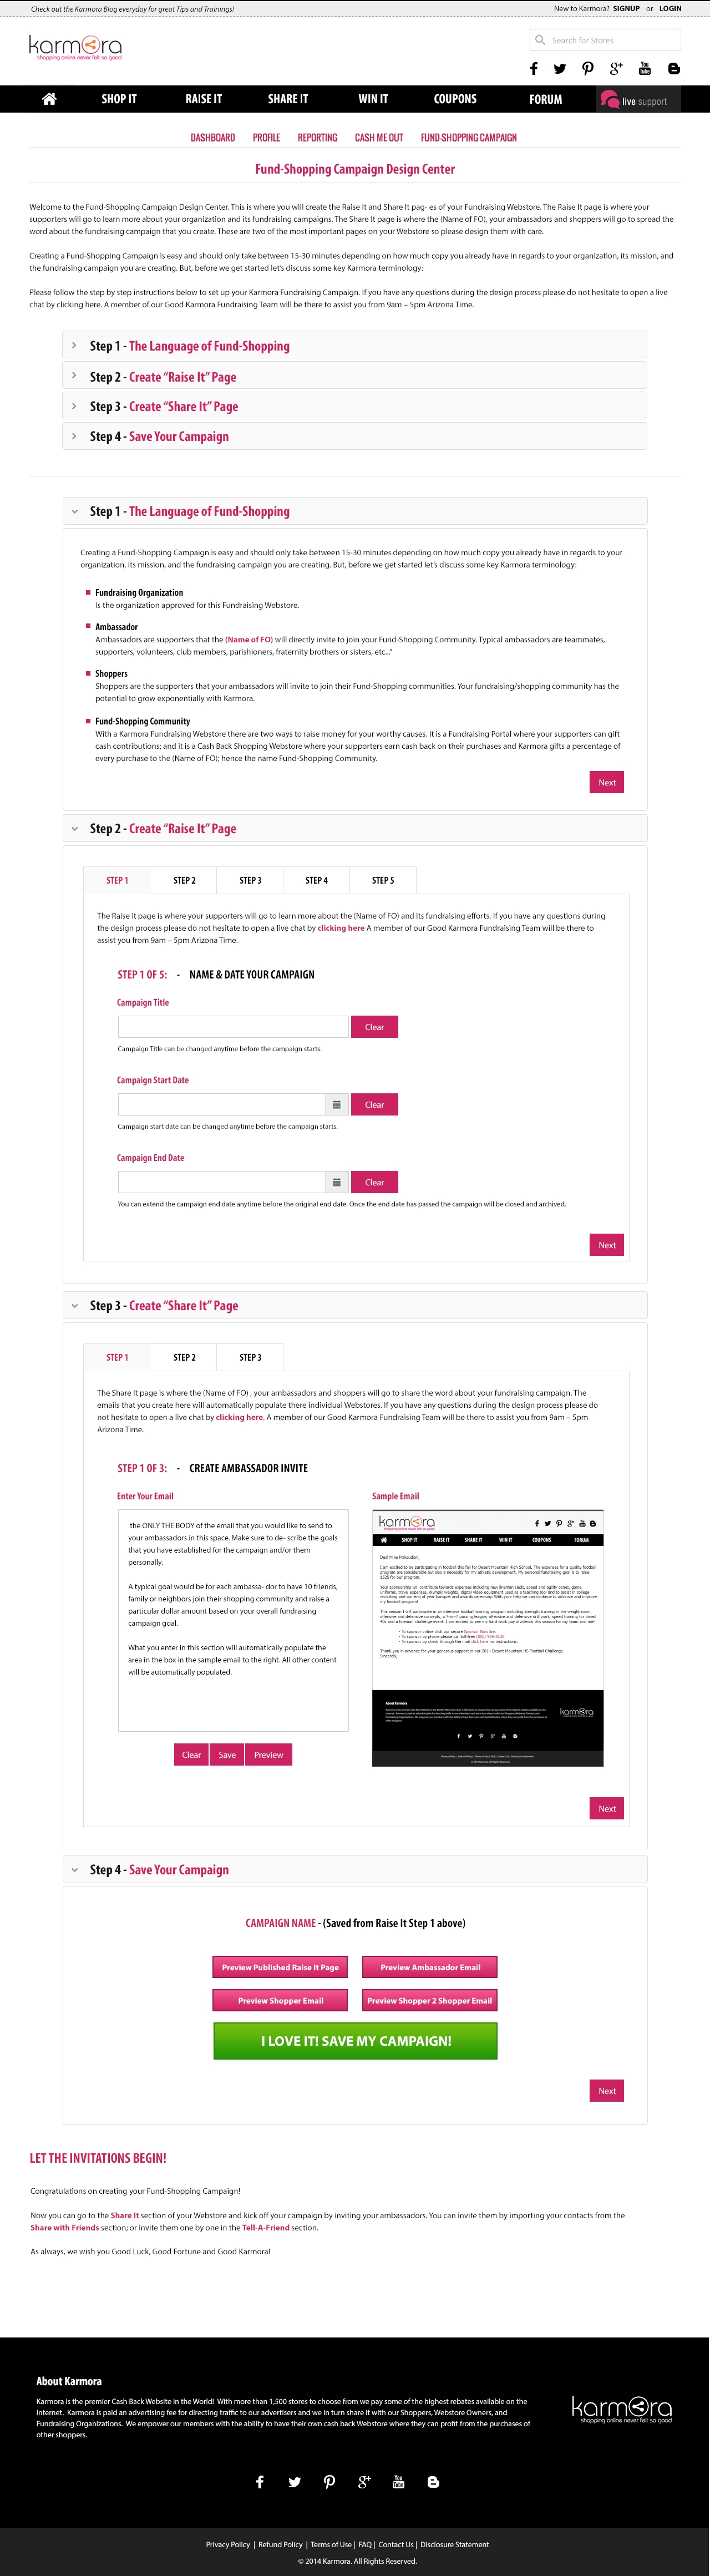 Check out the Karmora Blog everyday for great Tips and Trainings!
New to Karmora? SIGNUP or LOGIN
karmora
shopping online never felt so good
Search for Stores
SHOP IT RAISE IT SHARE IT WIN IT COUPONS FORUM live support
DASHBOARD PROFILE REPORTING CASH ME OUT FUND-SHOPPING CAMPAIGN
Fund-Shopping Campaign Design Center
Welcome to the Fund-Shopping Campaign Design Center. This is where you will create the Raise It and Share It pag- es of your Fundraising Webstore. The Raise It page is where your
supporters will go to learn more about your organization and its fundraising campaigns. The Share It page is where the (Name of FO), your ambassadors and shoppers will go to spread the
word about the fundraising campaign that you create. These are two of the most important pages on your Webstore so please design them with care.
Creating a Fund-Shopping Campaign is easy and should only take between 15-30 minutes depending on how much copy you already have in regards to your organization, its mission, and
the fundraising campaign you are creating. But, before we get started let's discuss some key Karmora terminology:
Please follow the step by step instructions below to set up your Karmora Fundraising Campaign. If you have any questions during the design process please do not hesitate to open a live
chat by clicking here. A member of our Good Karmora Fundraising Team will be there to assist you from 9am – 5pm Arizona Time.
Step 1 - The Language of Fund-Shopping
Step 2 - Create "Raise It" Page
Step 3 - Create "Share It" Page
Step 4 - Save Your Campaign
Step 1 - The Language of Fund-Shopping
Creating a Fund-Shopping Campaign is easy and should only take between 15-30 minutes depending on how much copy you already have in regards to your
organization, its mission, and the fundraising campaign you are creating. But, before we get started let's discuss some key Karmora terminology:
Fundraising Organization
Is the organization approved for this Fundraising Webstore.
Ambassador
Ambassadors are supporters that the (Name of FO) will directly invite to join your Fund-Shopping Community. Typical ambassadors are teammates,
supporters, volunteers, club members, parishioners, fraternity brothers or sisters, etc..."
Shoppers
Shoppers are the supporters that your ambassadors will invite to join their Fund-Shopping communities. Your fundraising/shopping community has the
potential to grow exponentially with Karmora.
Fund-Shopping Community
With a Karmora Fundraising Webstore there are two ways to raise money for your worthy causes. It is a Fundraising Portal where your supporters can gift
cash contributions; and it is a Cash Back Shopping Webstore where your supporters earn cash back on their purchases and Karmora gifts a percentage of
every purchase to the (Name of FO); hence the name Fund-Shopping Community.
Next
Step 2 - Create "Raise It" Page
STEP 1 STEP 2 STEP 3 STEP 4 STEP 5
The Raise it page is where your supporters will go to learn more about the (Name of FO) and its fundraising efforts. If you have any questions during
the design process please do not hesitate to open a live chat by clicking here A member of our Good Karmora Fundraising Team will be there to
assist you from 9am – 5pm Arizona Time.
STEP 1 OF 5: - NAME & DATE YOUR CAMPAIGN
Campaign Title
Clear
Campaign Title can be changed anytime before the campaign starts.
Campaign Start Date
Clear
Campaign start date can be changed anytime before the campaign starts.
Campaign End Date
Clear
You can extend the campaign end date anytime before the original end date. Once the end date has passed the campaign will be closed and archived.
Next
Step 3 - Create "Share It" Page
STEP 1 STEP 2 STEP 3
The Share It page is where the (Name of FO) , your ambassadors and shoppers will go to share the word about your fundraising campaign. The
emails that you create here will automatically populate there individual Webstores. If you have any questions during the design process please do
not hesitate to open a live chat by clicking here. A member of our Good Karmora Fundraising Team will be there to assist you from 9am – 5pm
Arizona Time.
STEP 1 OF 3: - CREATE AMBASSADOR INVITE
Enter Your Email
the ONLY THE BODY of the email that you would like to send to
your ambassadors in this space. Make sure to de- scribe the goals
that you have established for the campaign and/or them
personally.
A typical goal would be for each ambassa- dor to have 10 friends,
family or neighbors join their shopping community and raise a
particular dollar amount based on your overall fundraising
campaign goal.
What you enter in this section will automatically populate the
area in the box in the sample email to the right. All other content
will be automatically populated.
Clear Save Preview
Sample Email
karmora
SHOP IT RAISE IT SHARE IT WIN IT COUPONS FORUM
About Karmora
karmora
Next
Step 4 - Save Your Campaign
CAMPAIGN NAME - (Saved from Raise It Step 1 above)
Preview Published Raise It Page Preview Ambassador Email
Preview Shopper Email Preview Shopper 2 Shopper Email
I LOVE IT! SAVE MY CAMPAIGN!
Next
LET THE INVITATIONS BEGIN!
Congratulations on creating your Fund-Shopping Campaign!
Now you can go to the Share It section of your Webstore and kick off your campaign by inviting your ambassadors. You can invite them by importing your contacts from the
Share with Friends section; or invite them one by one in the Tell-A-Friend section.
As always, we wish you Good Luck, Good Fortune and Good Karmora!
About Karmora
Karmora is the premier Cash Back Website in the World! With more than 1,500 stores to choose from we pay some of the highest rebates available on the
internet. Karmora is paid an advertising fee for directing traffic to our advertisers and we in turn share it with our Shoppers, Webstore Owners, and
Fundraising Organizations. We empower our members with the ability to have their own cash back Webstore where they can profit from the purchases of
other shoppers.
karmora
shopping online never felt so good
Privacy Policy | Refund Policy | Terms of Use | FAQ | Contact Us | Disclosure Statement
© 2014 Karmora. All Rights Reserved.